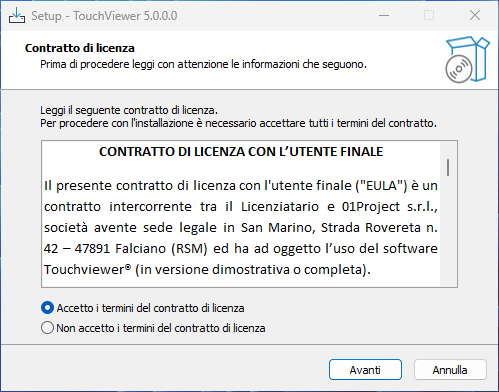 Setup - TouchViewer 5.0.0.0
Contratto di licenza
Prima di procedere leggi con attenzione le informazioni che seguono.
Leggi il seguente contratto di licenza.
Per procedere con l'installazione è necessario accettare tutti i termini del contratto.
CONTRATTO DI LICENZA CON L’UTENTE FINALE
Il presente contratto di licenza con l'utente finale ("EULA") è un
contratto intercorrente tra il Licenziatario e 01Project s.r.l.,
società avente sede legale in San Marino, Strada Rovereta n.
42 – 47891 Falciano (RSM) ed ha ad oggetto l’uso del software
Touchviewer® (in versione dimostrativa o completa).
Accetto i termini del contratto di licenza
Non accetto i termini del contratto di licenza
Avanti
Annulla